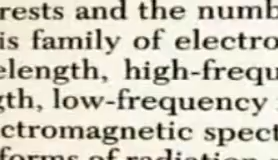 rests and the numb
is family of electro
elength, high-frequ
gth, low-frequency
ctromagnetic spect
forms of radiation